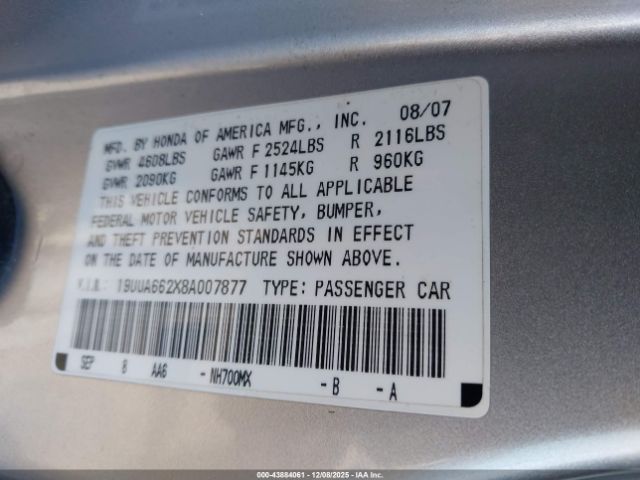 MFD. BY HONDA OF AMERICA MFG., INC. 08/07
GVWR 4608LBS GAWR F 2524LBS R 2116LBS
GVWR 2090KG GAWR F 1145KG R 960KG
THIS VEHICLE CONFORMS TO ALL APPLICABLE
FEDERAL MOTOR VEHICLE SAFETY, BUMPER,
AND THEFT PREVENTION STANDARDS IN EFFECT
ON THE DATE OF MANUFACTURE SHOWN ABOVE.
V.I.N.: 19UUA662X8A007877 TYPE: PASSENGER CAR
SEP 8 AA6 -NH700MX -B -A
000-43884061 | 12/08/2025 - IAA Inc.